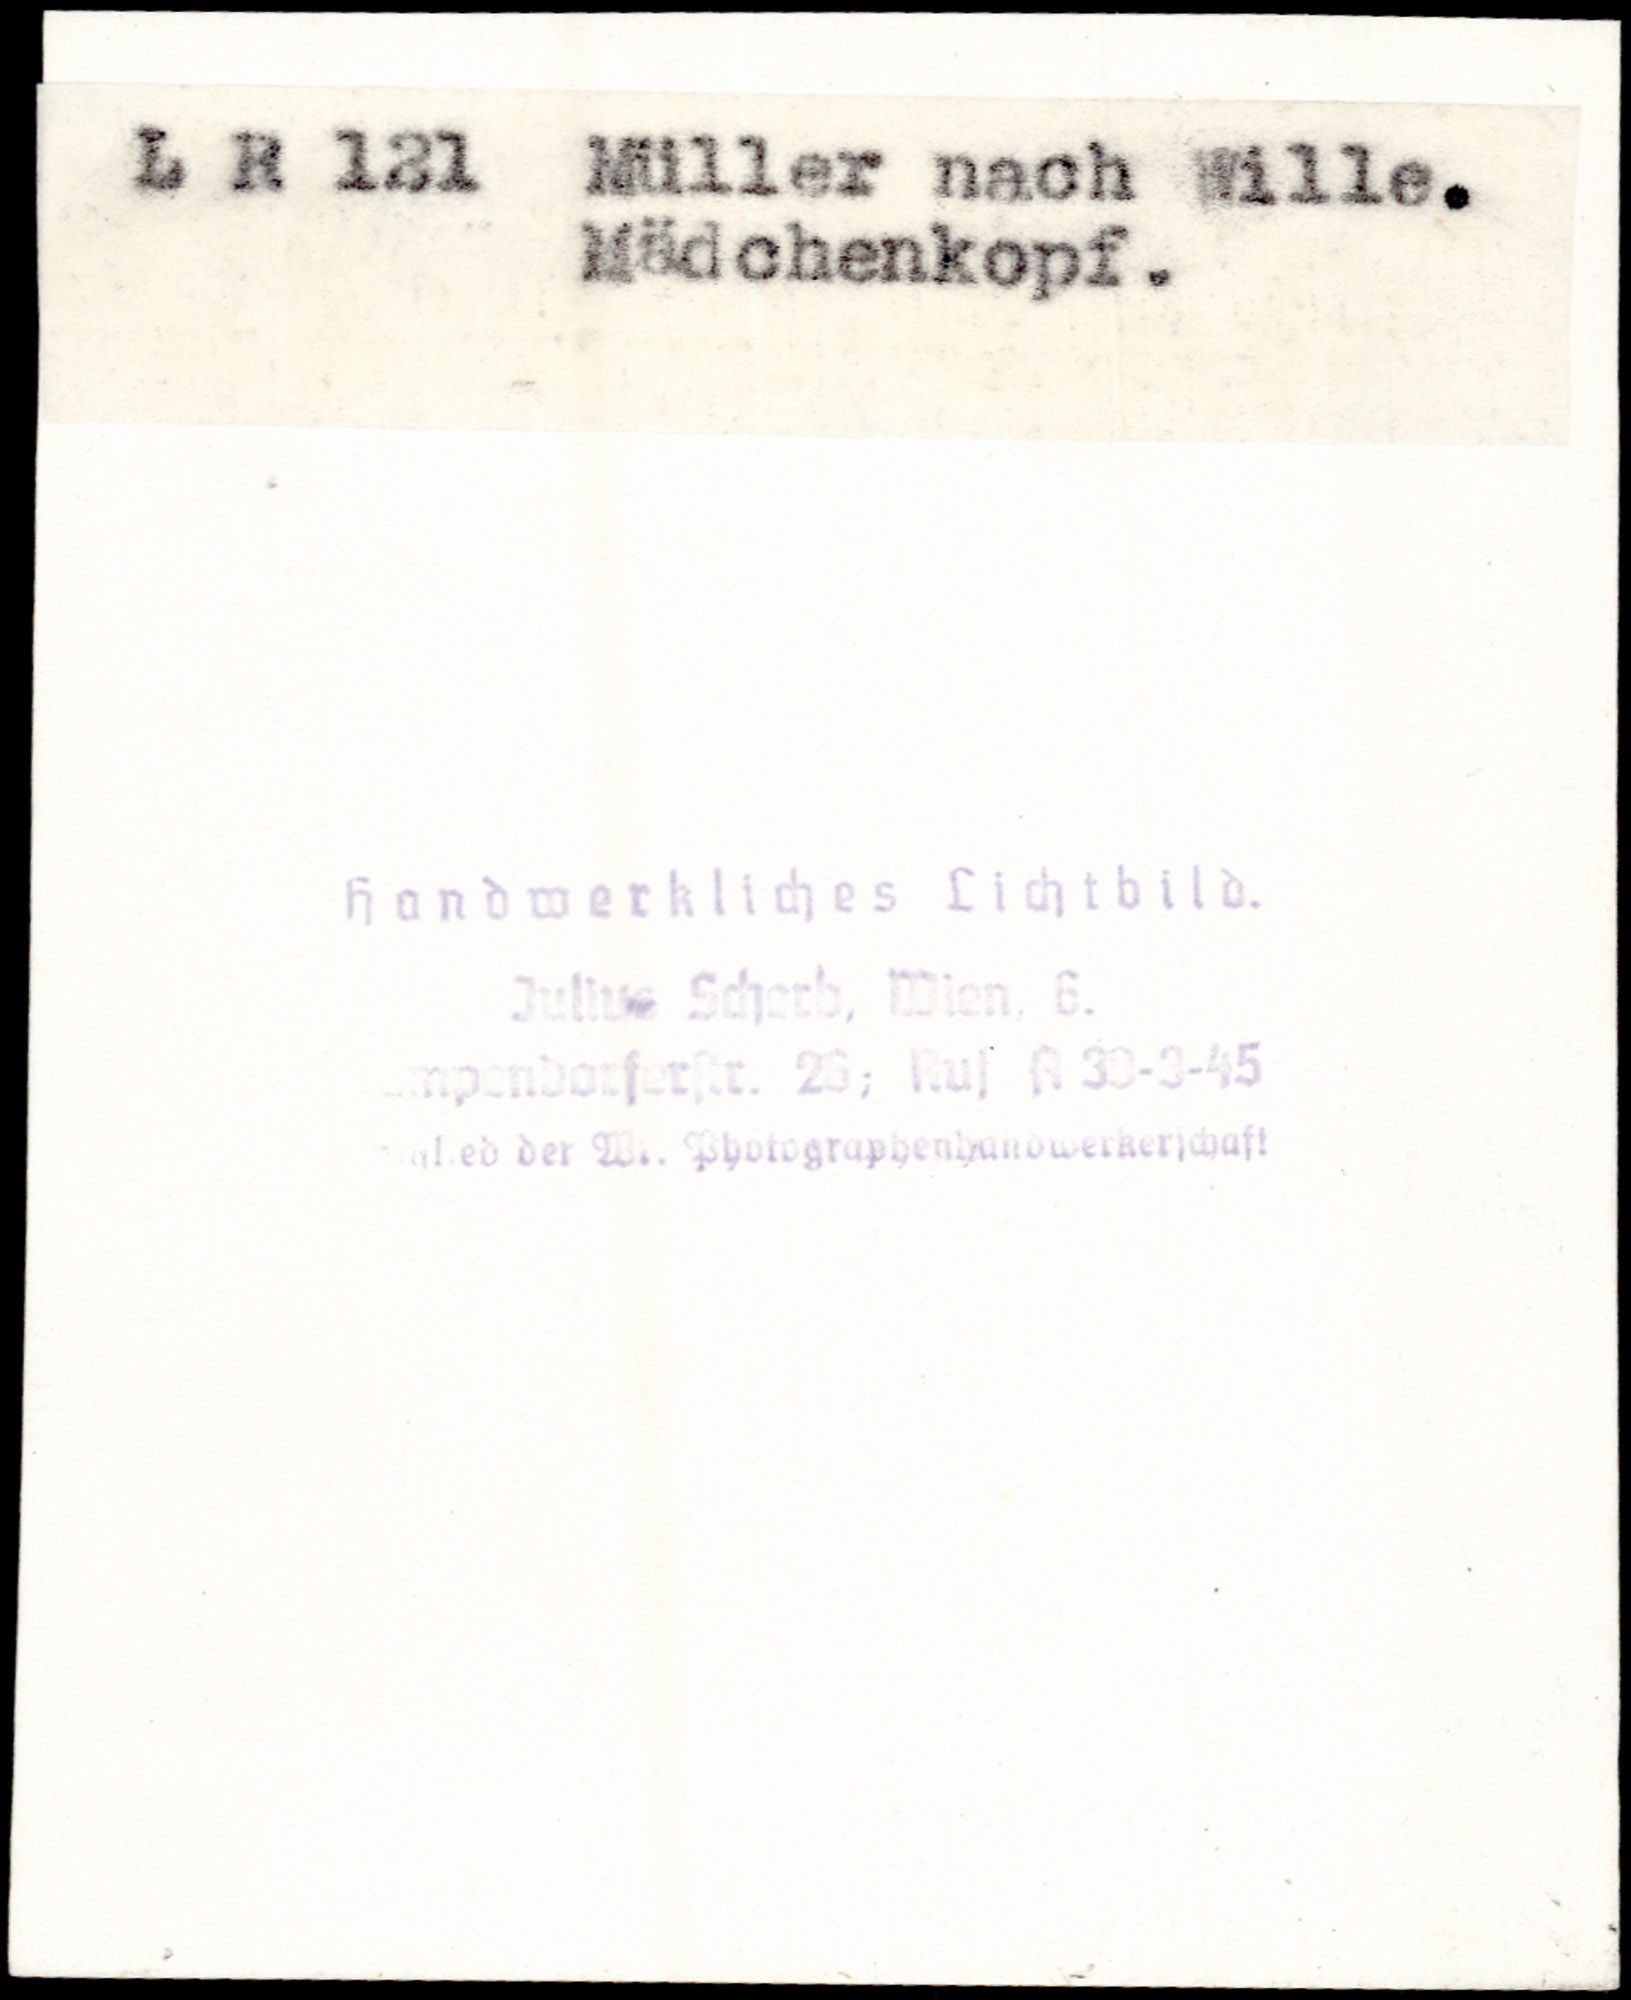 L R 121 Müller nach Wille.
Mädchenkopf.
Handwerkliches Lichtbild.
Julius Scherb, Wien, 6.
mpendorferstr. 26; Ruf A 30-3-45
der Wr. Photographenhandwerkerschaft